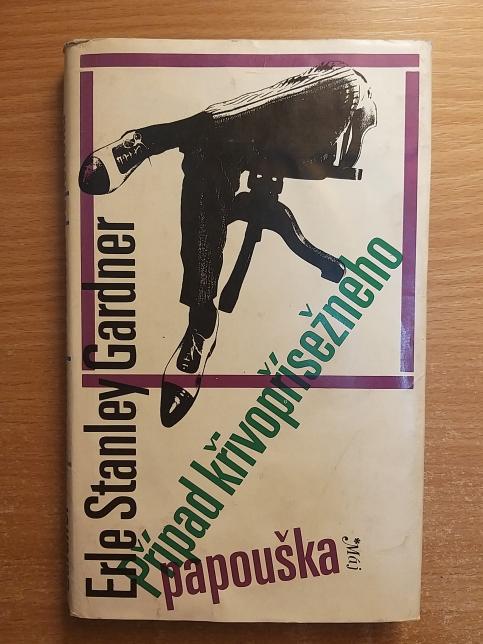 Erle Stanley Gardner
Případ křivopřísežného
papouška
*Máj